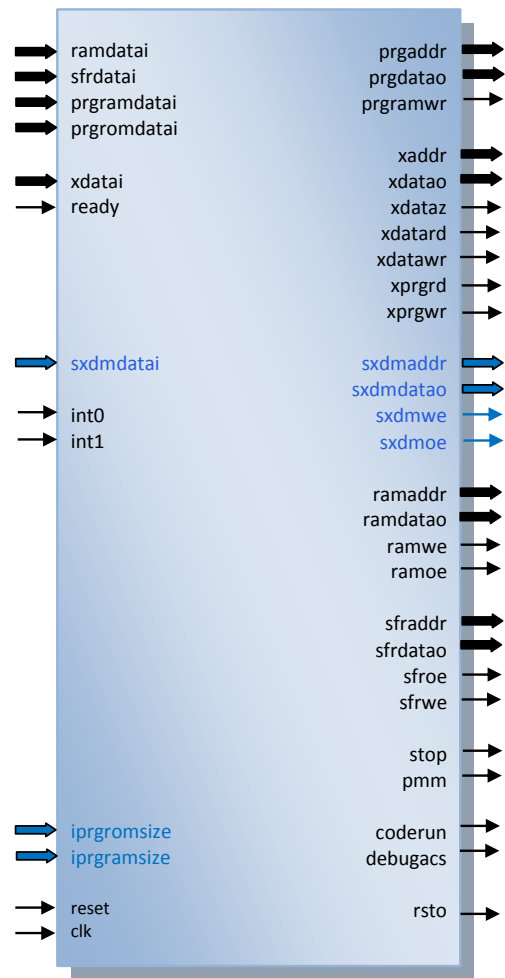 ramdatai
sfrdatai
prgramdatai
prgromdatai
xdatai
ready
sxdmdatai
int0
int1
iprgromsize
iprgramsize
reset
clk
prgaddr
prgdatao
prgramwr
xaddr
xdatao
xdataz
xdatard
xdatawr
xprgrd
xprgwr
sxdmaddr
sxdmdatao
sxdmwe
sxdmoe
ramaddr
ramdatao
ramwe
ramoe
sfraddr
sfrdatao
sfroe
sfrwe
stop
pmm
coderun
debugacs
rsto